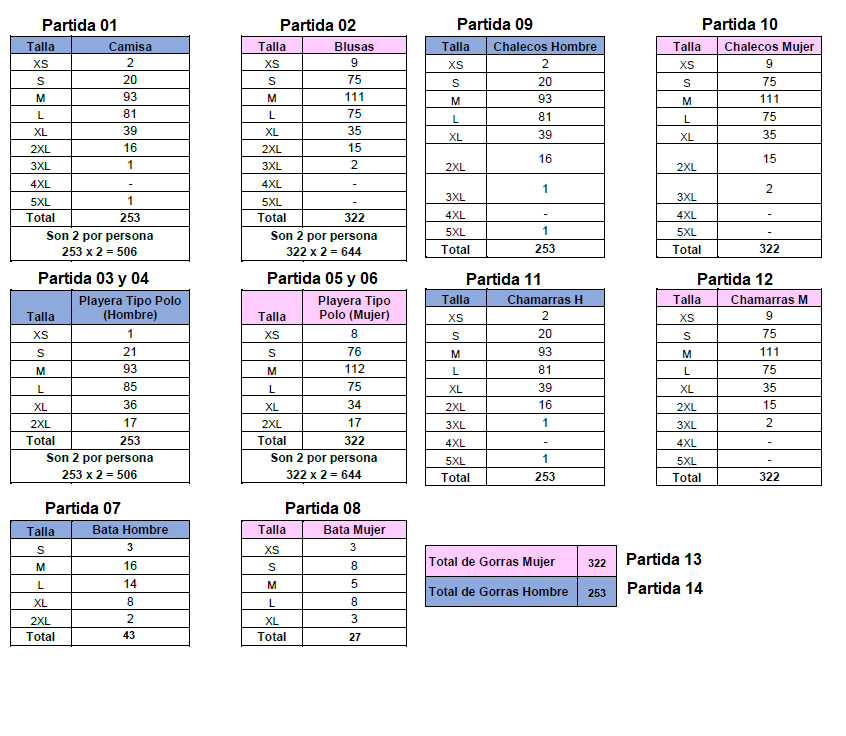 Partida 01
Talla Camisa
XS 2
S 20
M 93
L 81
XL 39
2XL 16
3XL 1
4XL -
5XL 1
Total 253
Son 2 por persona
253 x 2 = 506
Partida 02
Talla Blusas
XS 9
S 75
M 111
L 75
XL 35
2XL 15
3XL 2
4XL -
5XL -
Total 322
Son 2 por persona
322 x 2 = 644
Partida 09
Talla Chalecos Hombre
XS 2
S 20
M 93
L 81
XL 39
2XL 16
3XL 1
4XL -
5XL 1
Total 253
Partida 10
Talla Chalecos Mujer
XS 9
S 75
M 111
L 75
XL 35
2XL 15
3XL 2
4XL -
5XL -
Total 322
Partida 03 y 04
Playera Tipo Polo
Talla (Hombre)
XS 1
S 21
M 93
L 85
XL 36
2XL 17
Total 253
Son 2 por persona
253 x 2 = 506
Partida 05 y 06
Playera Tipo
Talla Polo (Mujer)
XS 8
S 76
M 112
L 75
XL 34
2XL 17
Total 322
Son 2 por persona
322 x 2 = 644
Partida 11
Talla Chamarras H
XS 2
S 20
M 93
L 81
XL 39
2XL 16
3XL 1
4XL -
5XL 1
Total 253
Partida 12
Talla Chamarras M
XS 9
S 75
M 111
L 75
XL 35
2XL 15
3XL 2
4XL -
5XL -
Total 322
Partida 07
Talla Bata Hombre
S 3
M 16
L 14
XL 8
2XL 2
Total 43
Partida 08
Talla Bata Mujer
XS 3
S 8
M 5
L 8
XL 3
Total 27
Total de Gorras Mujer 322 Partida 13
Total de Gorras Hombre 253 Partida 14